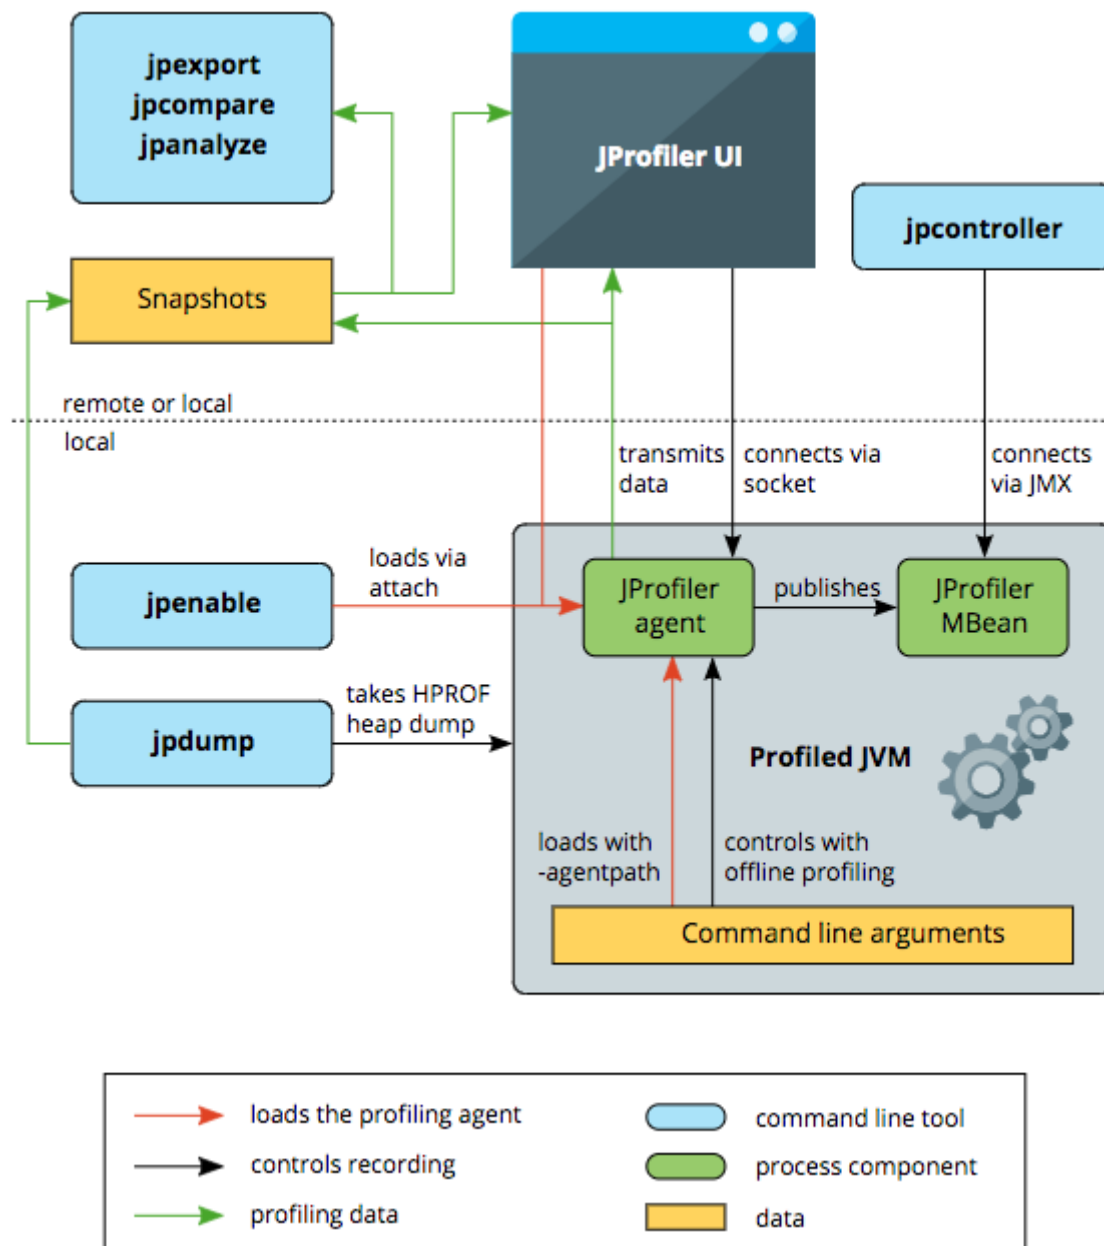 jpexport
jpcompare
jpanalyze
JProfiler UI
jpcontroller
Snapshots
remote or local
local
transmits
data
connects via
socket
connects
via JMX
loads via
attach
jpenable
JProfiler
agent
publishes
JProfiler
MBean
takes HPROF
heap dump
jpdump
Profiled JVM
loads with
-agentpath
controls with
offline profiling
Command line arguments
loads the profiling agent
command line tool
controls recording
process component
profiling data
data